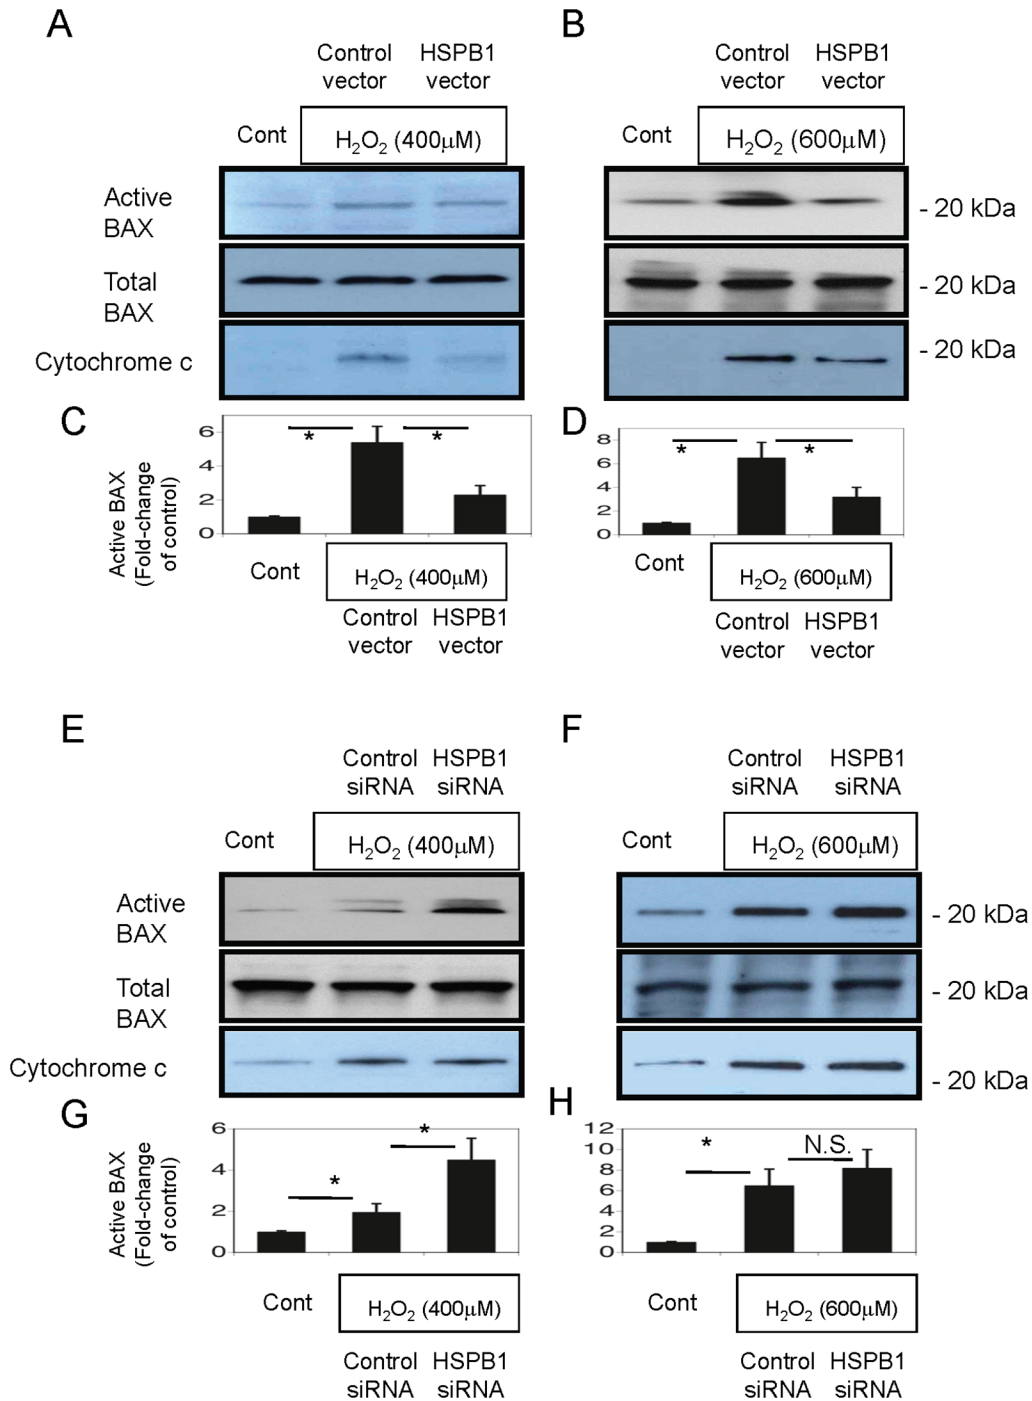 A
B
Control HSPB1
vector vector
Control HSPB1
vector vector
Cont
H₂O₂ (400µM)
Cont
H₂O₂ (600µM)
Active
BAX
- 20 kDa
Total
BAX
- 20 kDa
Cytochrome c
- 20 kDa
C
D
Active BAX
(Fold-change
of control)
6
4
2
0
*
*
8
6
4
2
0
*
*
Cont
H₂O₂ (400µM)
Control HSPB1
vector vector
Cont
H₂O₂ (600µM)
Control HSPB1
vector vector
E
F
Control HSPB1
siRNA siRNA
Control HSPB1
siRNA siRNA
Cont
H₂O₂ (400µM)
Cont
H₂O₂ (600µM)
Active
BAX
- 20 kDa
Total
BAX
- 20 kDa
Cytochrome c
- 20 kDa
G
H
Active BAX
(Fold-change
of control)
6
4
2
0
*
*
12
10
8
6
4
2
0
*
N.S.
Cont
H₂O₂ (400µM)
Control HSPB1
siRNA siRNA
Cont
H₂O₂ (600µM)
Control HSPB1
siRNA siRNA